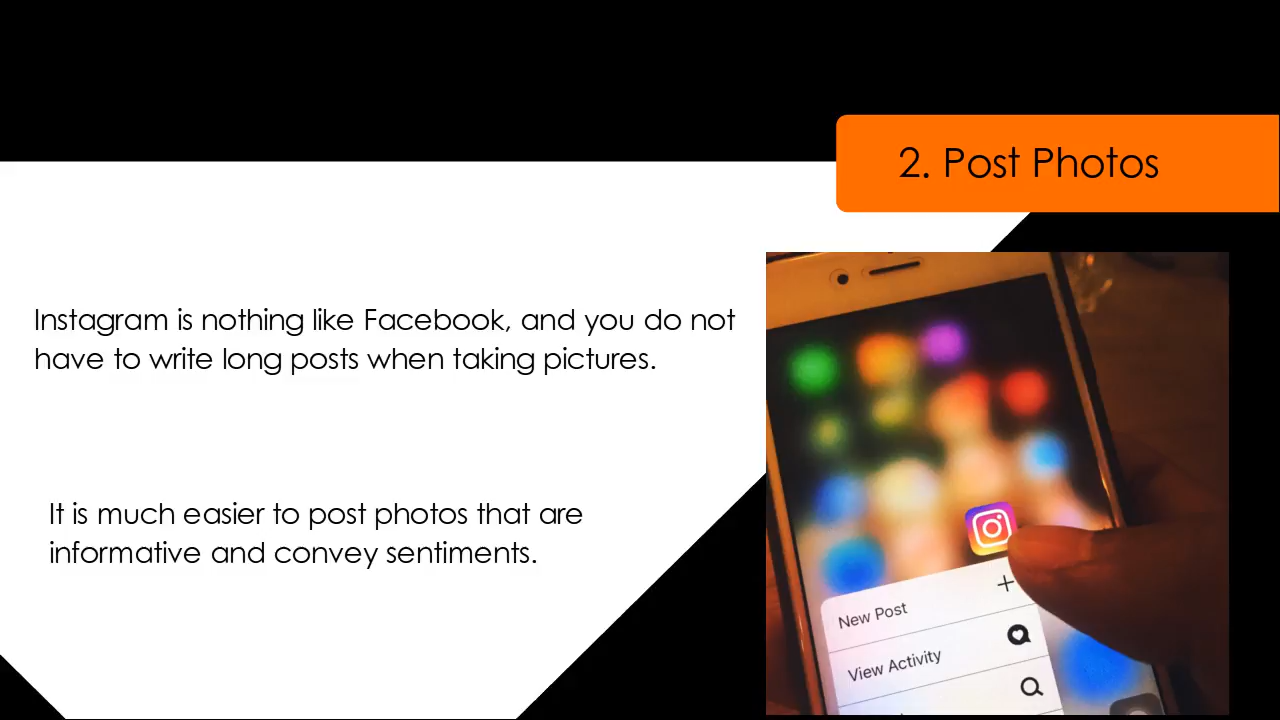 2. Post Photos
Instagram is nothing like Facebook, and you do not
have to write long posts when taking pictures.
It is much easier to post photos that are
informative and convey sentiments.
New Post
View Activity